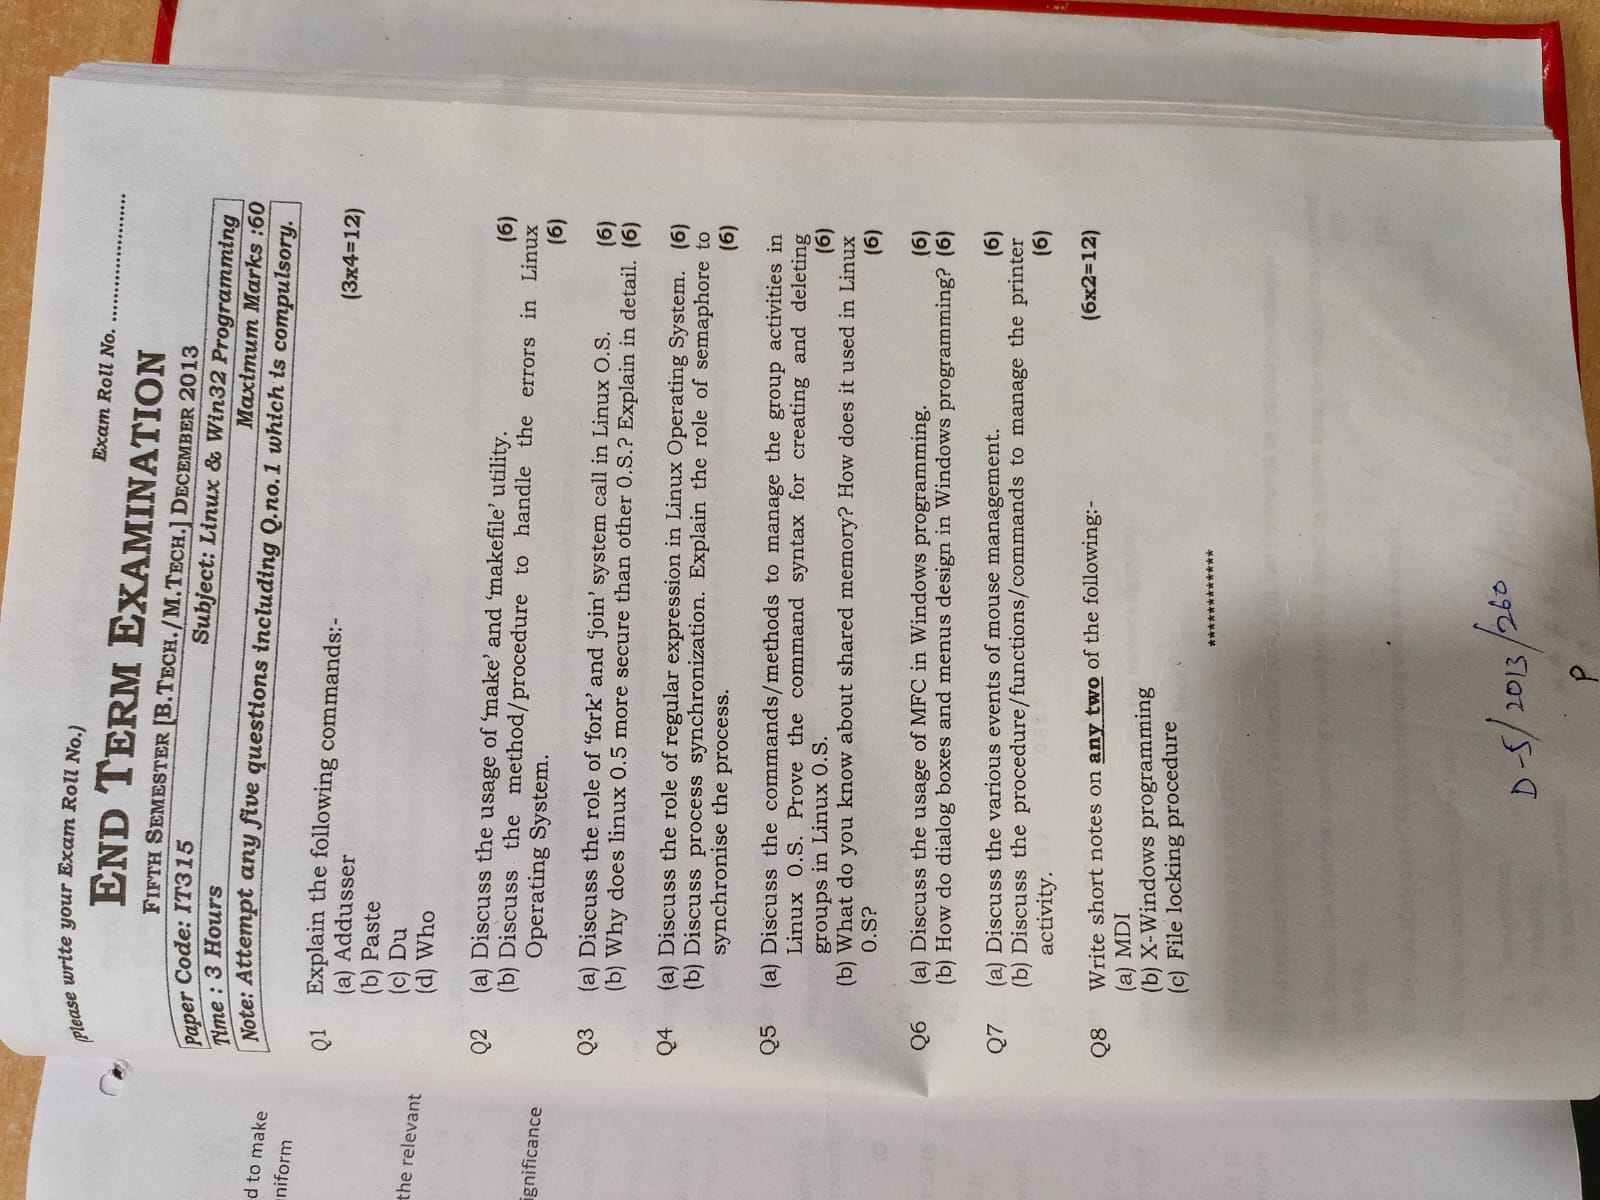 (Please write your Exam Roll No.)
Exam Roll No. ......................
END TERM EXAMINATION
FIFTH SEMESTER [B.TECH./M.TECH.] DECEMBER 2013
Paper Code: IT315
Subject: Linux & Win32 Programming
Time : 3 Hours
Maximum Marks :60
Note: Attempt any five questions including Q.no.1 which is compulsory.
Q1 Explain the following commands:- (3x4=12)
(a) Addusser
(b) Paste
(c) Du
(d) Who
Q2 (a) Discuss the usage of 'make' and 'makefile' utility. (6)
(b) Discuss the method/procedure to handle the errors in Linux
Operating System. (6)
Q3 (a) Discuss the role of 'fork' and join' system call in Linux O.S. (6)
(b) Why does linux 0.5 more secure than other 0.S.? Explain in detail. (6)
Q4 (a) Discuss the role of regular expression in Linux Operating System. (6)
(b) Discuss process synchronization. Explain the role of semaphore to
synchronise the process. (6)
Q5 (a) Discuss the commands/methods to manage the group activities in
Linux O.S. Prove the command syntax for creating and deleting
groups in Linux O.S. (6)
(b) What do you know about shared memory? How does it used in Linux
O.S? (6)
Q6 (a) Discuss the usage of MFC in Windows programming. (6)
(b) How do dialog boxes and menus design in Windows programming? (6)
Q7 (a) Discuss the various events of mouse management. (6)
(b) Discuss the procedure/functions/commands to manage the printer
activity. (6)
Q8 Write short notes on any two of the following:- (6x2=12)
(a) MDI
(b) X-Windows programming
(c) File locking procedure
************
D-5/2013/260
P
d to make
niform
the relevant
ignificance